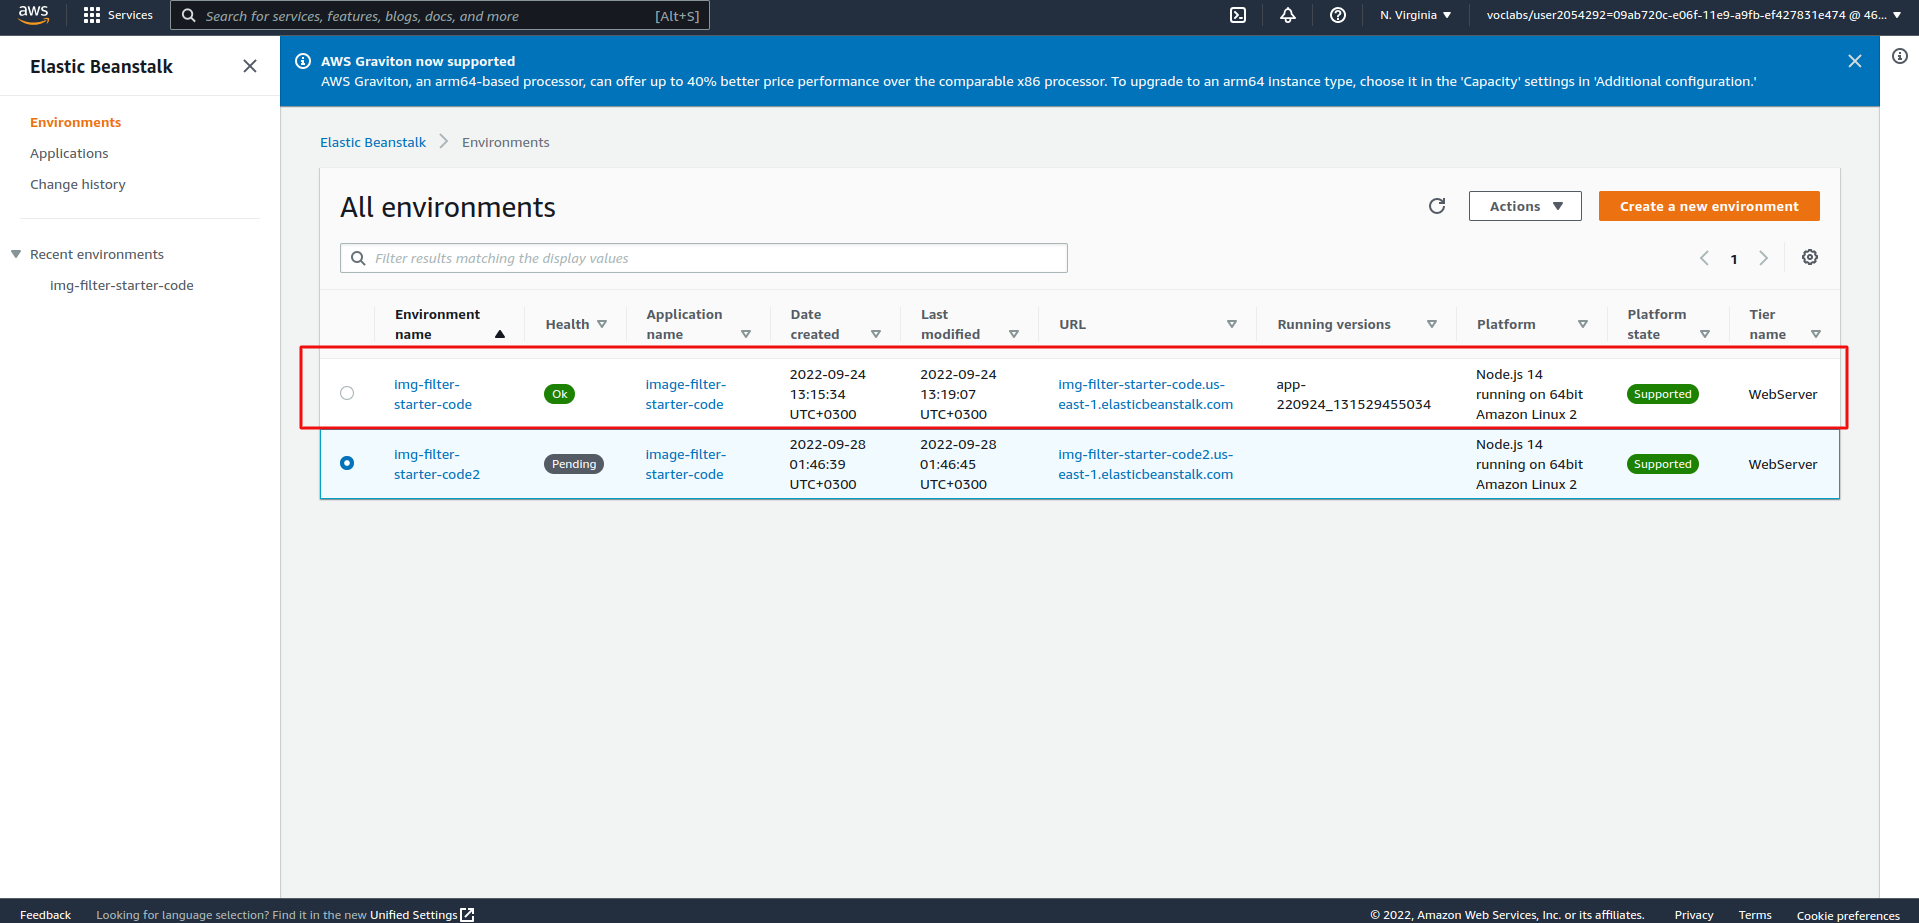 aws
Services
Search for services, features, blogs, docs, and more [Alt+S]
N. Virginia
voclabs/user2054292=09ab720c-e06f-11e9-a9fb-ef427831e474 @ 46...
Elastic Beanstalk
Environments
Applications
Change history
Recent environments
img-filter-starter-code
AWS Graviton now supported
AWS Graviton, an arm64-based processor, can offer up to 40% better price performance over the comparable x86 processor. To upgrade to an arm64 instance type, choose it in the 'Capacity' settings in 'Additional configuration.'
Elastic Beanstalk Environments
All environments
Actions
Create a new environment
Filter results matching the display values
1
Environment name
Health
Application name
Date created
Last modified
URL
Running versions
Platform
Platform state
Tier name
img-filter-
starter-code
Ok
image-filter-
starter-code
2022-09-24
13:15:34
UTC+0300
2022-09-24
13:19:07
UTC+0300
img-filter-starter-code.us-
east-1.elasticbeanstalk.com
app-
220924_131529455034
Node.js 14
running on 64bit
Amazon Linux 2
Supported
WebServer
img-filter-
starter-code2
Pending
image-filter-
starter-code
2022-09-28
01:46:39
UTC+0300
2022-09-28
01:46:45
UTC+0300
img-filter-starter-code2.us-
east-1.elasticbeanstalk.com
Node.js 14
running on 64bit
Amazon Linux 2
Supported
WebServer
Feedback
Looking for language selection? Find it in the new Unified Settings
© 2022, Amazon Web Services, Inc. or its affiliates.
Privacy
Terms
Cookie preferences